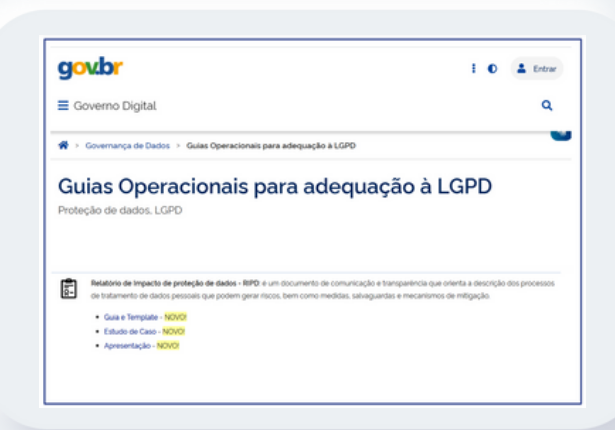 gov.br
Entrar
Governo Digital
Governança de Dados > Guias Operacionais para adequação à LGPD
Guias Operacionais para adequação à LGPD
Proteção de dados, LGPD
Relatório de Impacto de proteção de dados - RIPD: é um documento de comunicação e transparência que orienta a descrição dos processos
de tratamento de dados pessoais que podem gerar riscos, bem como medidas, salvaguardas e mecanismos de mitigação.
Guia e Template - NOVO!
Estudo de Caso - NOVO!
Apresentação - NOVO!